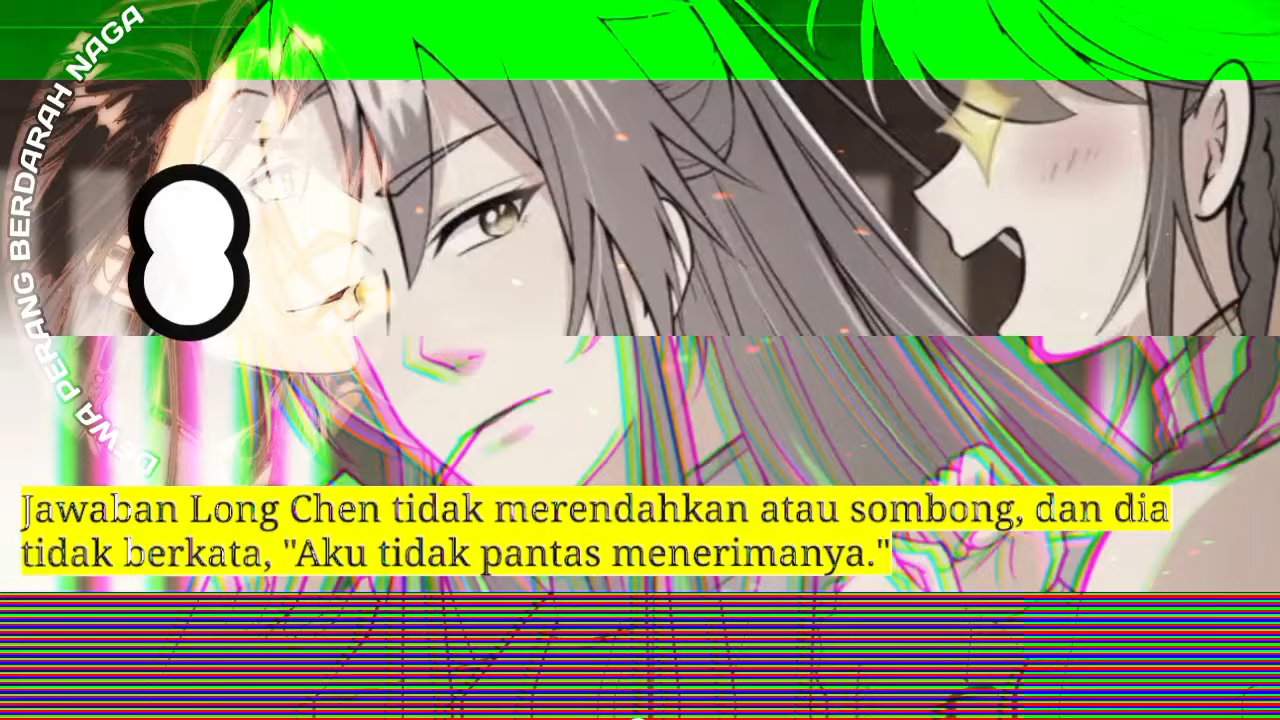 DEWA PERANG BERDARAH NAGA
8
Jawaban Long Chen tidak merendahkan atau sombong, dan dia
tidak berkata, "Aku tidak pantas menerimanya."